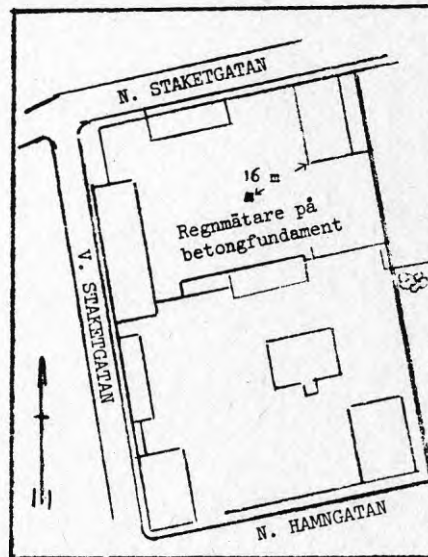 N. STAKETGATAN
16 m
Regnmätare på
betongfundament
V. STAKETGATAN
N. HAMNGATAN